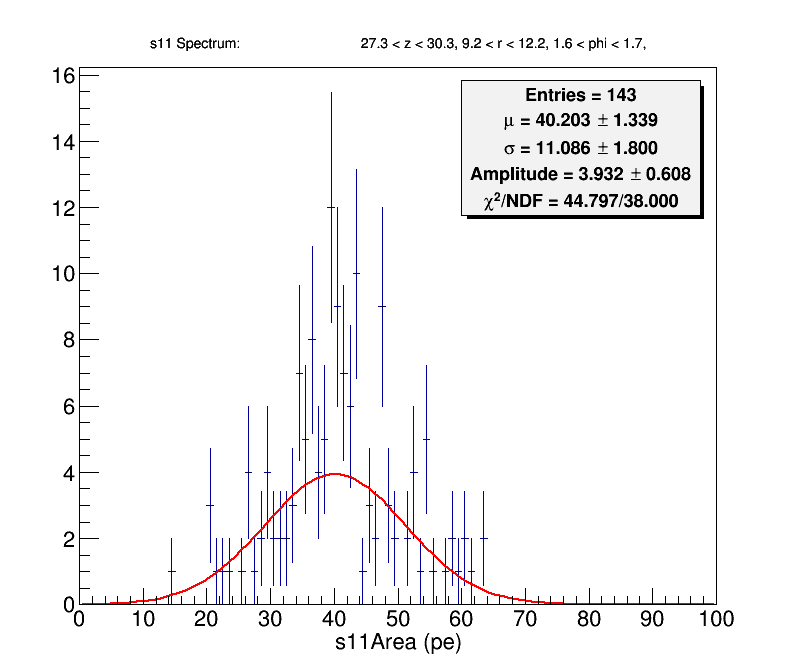 s11 Spectrum: 27.3 < z < 30.3, 9.2 < r < 12.2, 1.6 < phi < 1.7,
Entries = 143
μ = 40.203 ± 1.339
σ = 11.086 ± 1.800
Amplitude = 3.932 ± 0.608
χ²/NDF = 44.797/38.000
16
14
12
10
8
6
4
2
0
0 10 20 30 40 50 60 70 80 90 100
s11Area (pe)